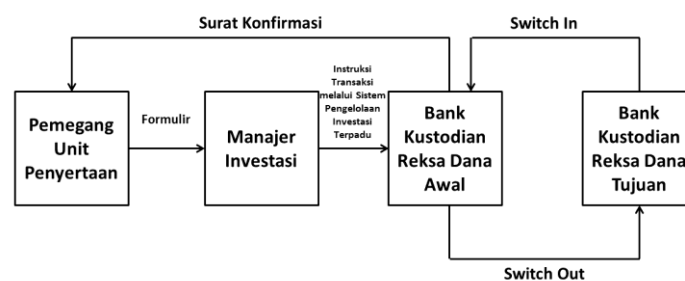 Surat Konfirmasi
Switch In
Pemegang
Unit
Penyertaan
Formulir
Manajer
Investasi
Instruksi
Transaksi
melalui Sistem
Pengelolaan
Investasi
Terpadu
Bank
Kustodian
Reksa Dana
Awal
Bank
Kustodian
Reksa Dana
Tujuan
Switch Out